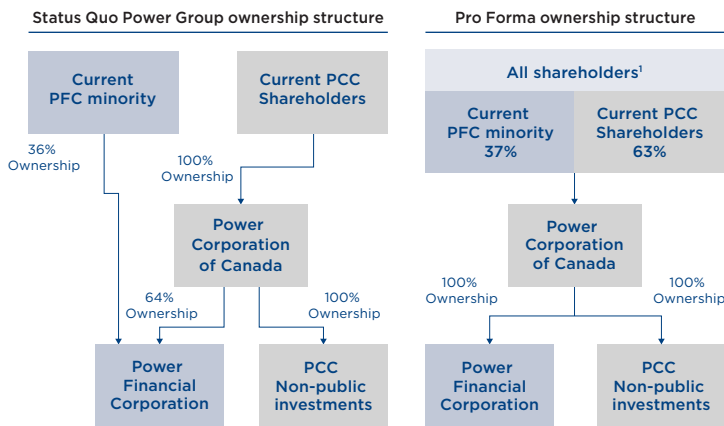 Status Quo Power Group ownership structure
Current
PFC minority
Current PCC
Shareholders
36%
Ownership
100%
Ownership
Power
Corporation
of Canada
64%
Ownership
100%
Ownership
Power
Financial
Corporation
PCC
Non-public
investments
Pro Forma ownership structure
All shareholders¹
Current
PFC minority
37%
Current PCC
Shareholders
63%
Power
Corporation
of Canada
100%
Ownership
100%
Ownership
Power
Financial
Corporation
PCC
Non-public
investments